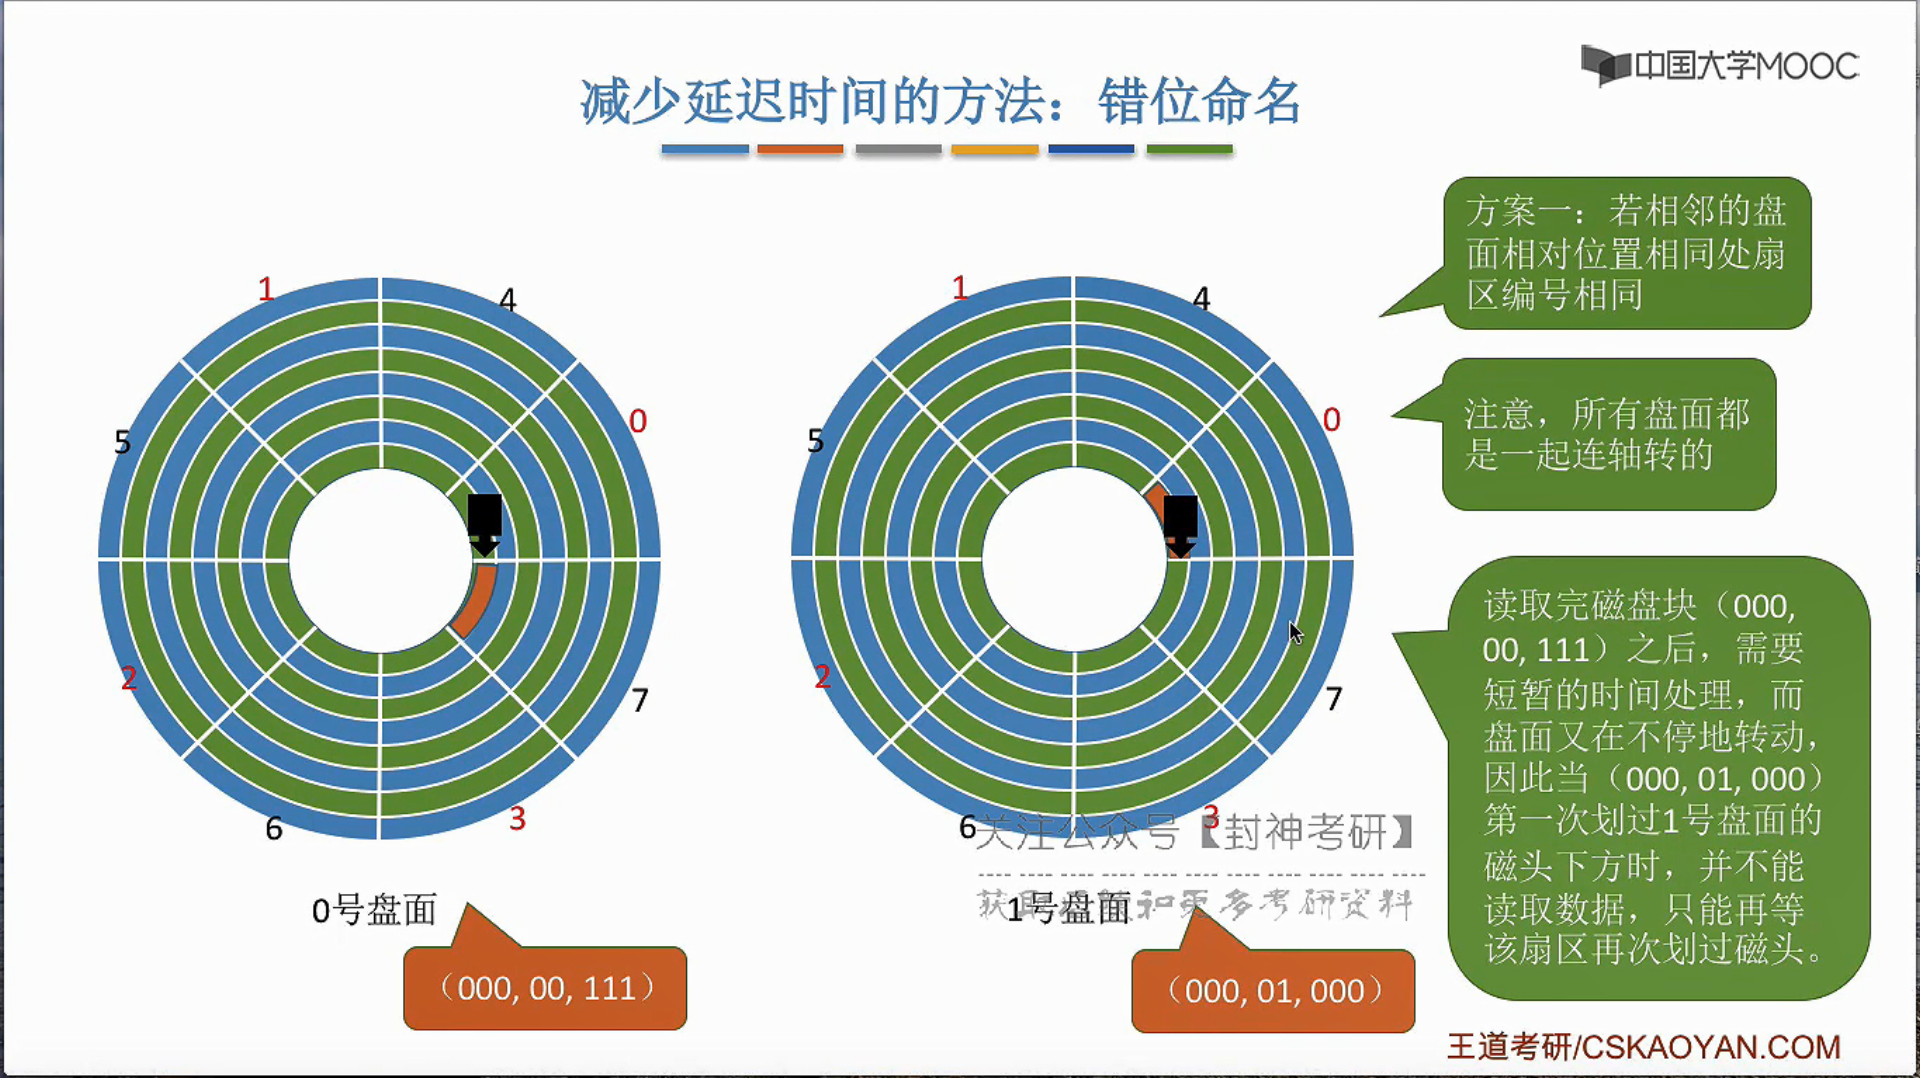 中国大学MOOC
减少延迟时间的方法：错位命名
方案一：若相邻的盘
面相对位置相同处扇
区编号相同
注意，所有盘面都
是一起连轴转的
读取完磁盘块（000,
00, 111）之后，需要
短暂的时间处理，而
盘面又在不停地转动，
因此当（000, 01, 000）
第一次划过1号盘面的
磁头下方时，并不能
读取数据，只能再等
该扇区再次划过磁头。
1
4
0
5
2
7
6
3
0号盘面
（000, 00, 111）
1
4
0
5
2
7
6
3
1号盘面
（000, 01, 000）
关注公众号【封神考研】
获取
和更多考研资料
王道考研/CSKAOYAN.COM